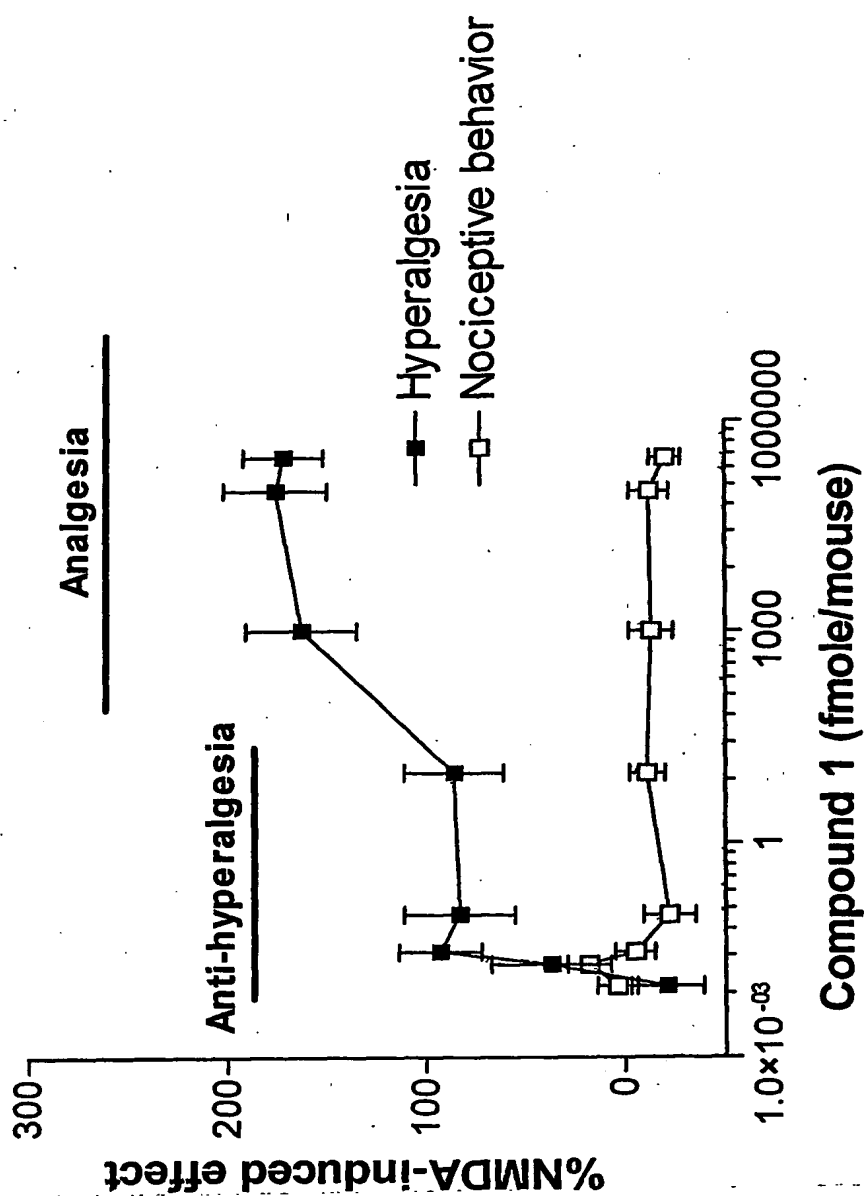 %NMDA-induced effect
300
200
100
0
Anti-hyperalgesia
Analgesia
Hyperalgesia
Nociceptive behavior
1.0×10-03
1
1000
1000000
Compound 1 (fmole/mouse)